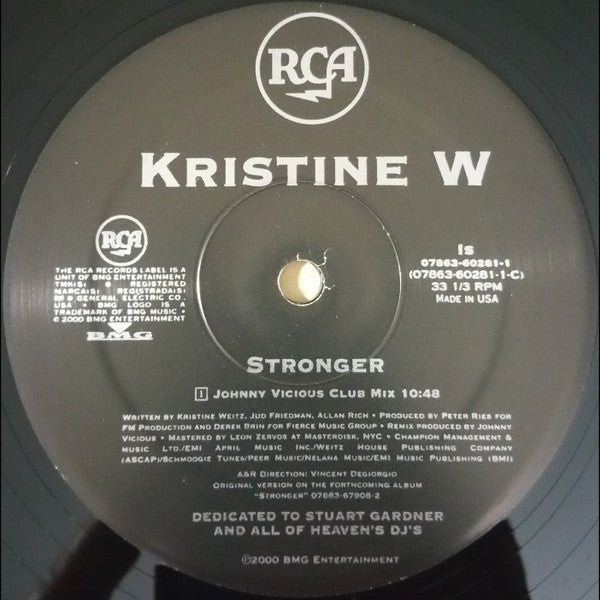 RCA
KRISTINE W
RCA
THE RCA RECORDS LABEL IS A
UNIT OF BMG ENTERTAINMENT
TMK(S) ® REGISTERED
MARCA(S) REGISTRADA(S)
GENERAL ELECTRIC CO.
USA • BMG LOGO IS A
TRADEMARK OF BMG MUSIC •
© 2000 BMG ENTERTAINMENT
BMG
Is
07863-60281-1
(07863-60281-1-C)
33 1/3 RPM
MADE IN USA
STRONGER
1 JOHNNY VICIOUS CLUB MIX 10:48
WRITTEN BY KRISTINE WEITZ, JUD FRIEDMAN, ALLAN RICH • PRODUCED BY PETER RIES FOR
FM PRODUCTION AND DEREK BRIN FOR FIERCE MUSIC GROUP • REMIX PRODUCED BY JOHNNY
VICIOUS • MASTERED BY LEON ZERVOS AT MASTERDISK, NYC • CHAMPION MANAGEMENT &
MUSIC LTD./EMI APRIL MUSIC INC./WEITZ HOUSE PUBLISHING COMPANY
(ASCAP)/SCHMOOGIE TUNES/PEER MUSIC/NELANA MUSIC/EMI MUSIC PUBLISHING (BMI)
A&R DIRECTION: VINCENT DEGIORGIO
ORIGINAL VERSION ON THE FORTHCOMING ALBUM
"STRONGER" 07863-67908-2
DEDICATED TO STUART GARDNER
AND ALL OF HEAVEN'S DJ'S
℗2000 BMG ENTERTAINMENT